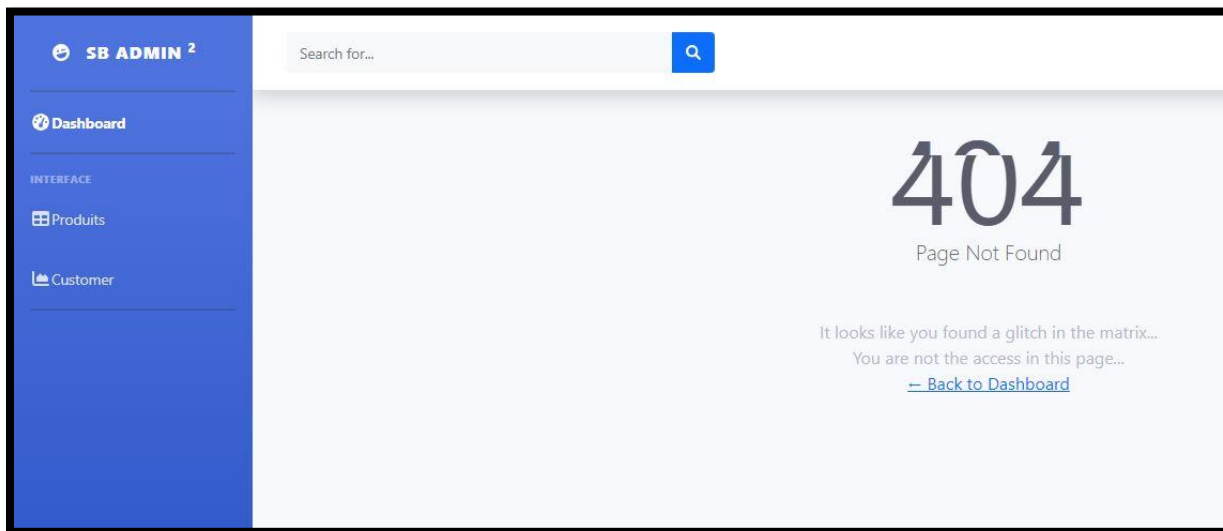 SB ADMIN 2
Search for...
Dashboard
INTERFACE
Produits
Customer
404
Page Not Found
It looks like you found a glitch in the matrix...
You are not the access in this page...
← Back to Dashboard